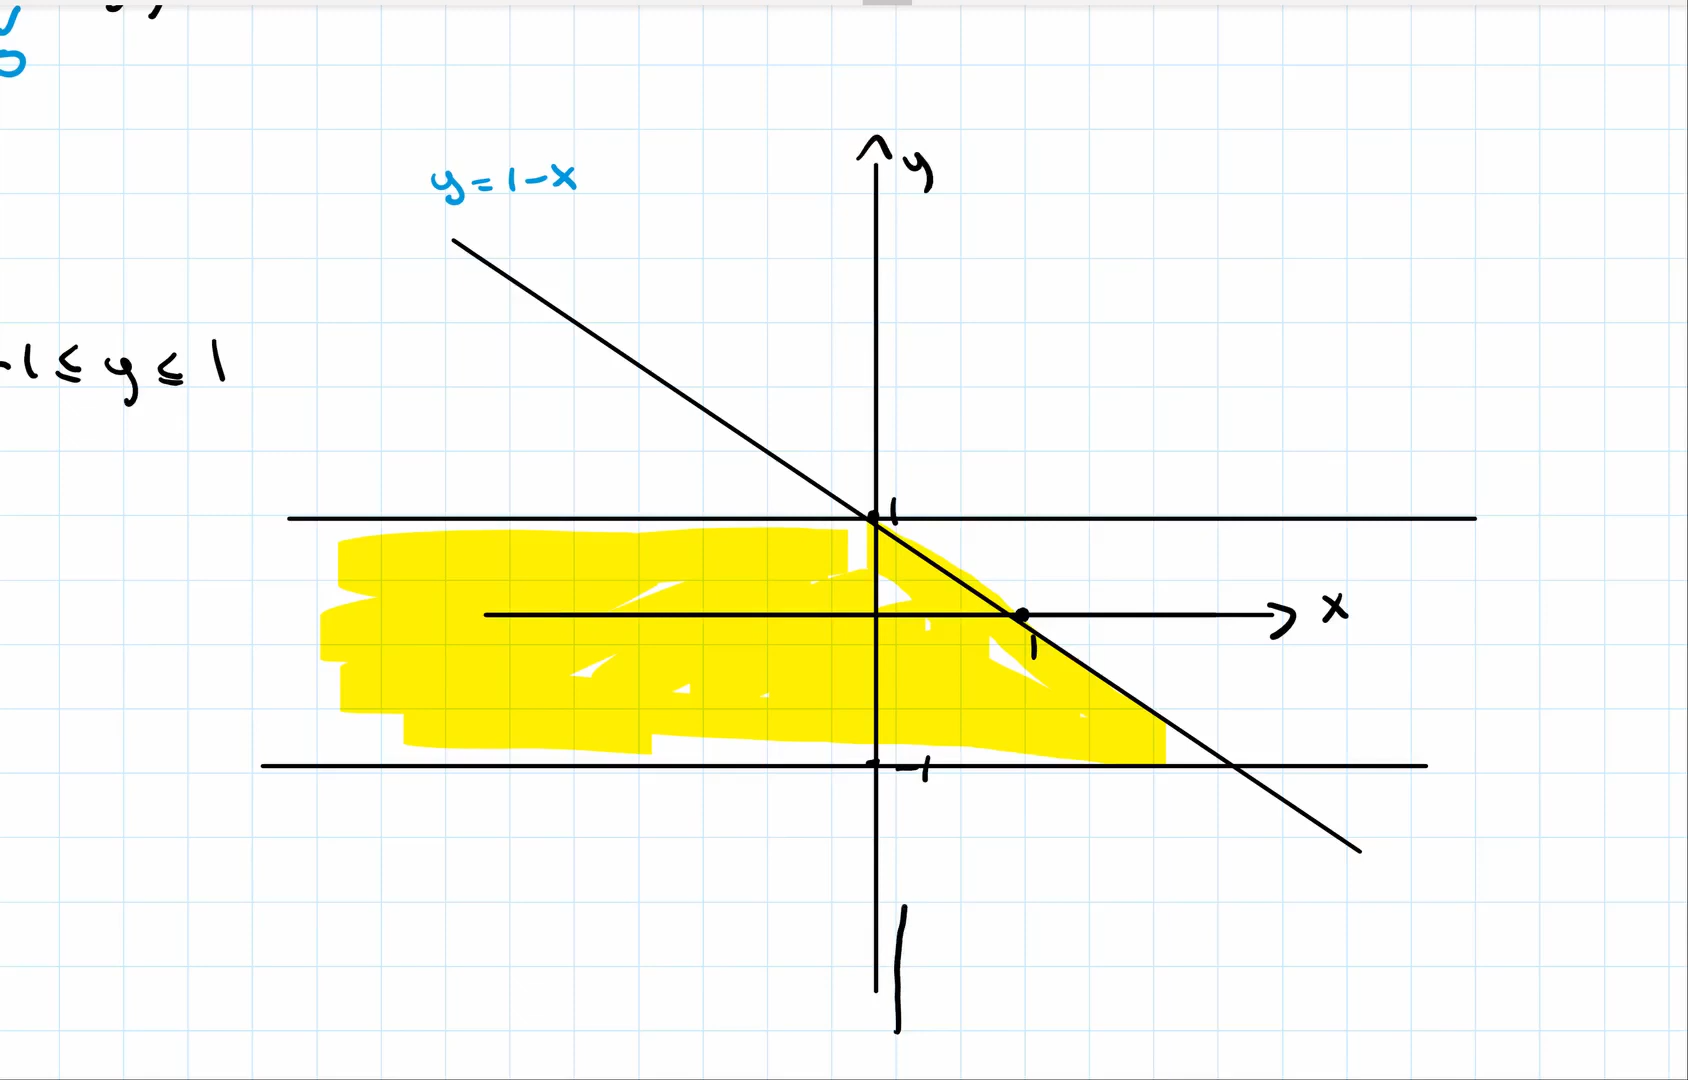 y
y = 1 - x
-1 ≤ y ≤ 1
1
x
1
-1